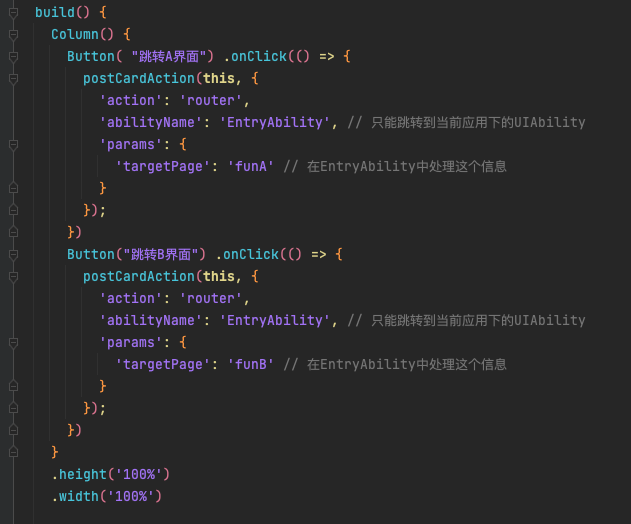 build() {
Column() {
Button( "跳转A界面") .onClick(() => {
postCardAction(this, {
'action': 'router',
'abilityName': 'EntryAbility', // 只能跳转到当前应用下的UIAbility
'params': {
'targetPage': 'funA' // 在EntryAbility中处理这个信息
}
});
})
Button("跳转B界面") .onClick(() => {
postCardAction(this, {
'action': 'router',
'abilityName': 'EntryAbility', // 只能跳转到当前应用下的UIAbility
'params': {
'targetPage': 'funB' // 在EntryAbility中处理这个信息
}
});
})
}
.height('100%')
.width('100%')